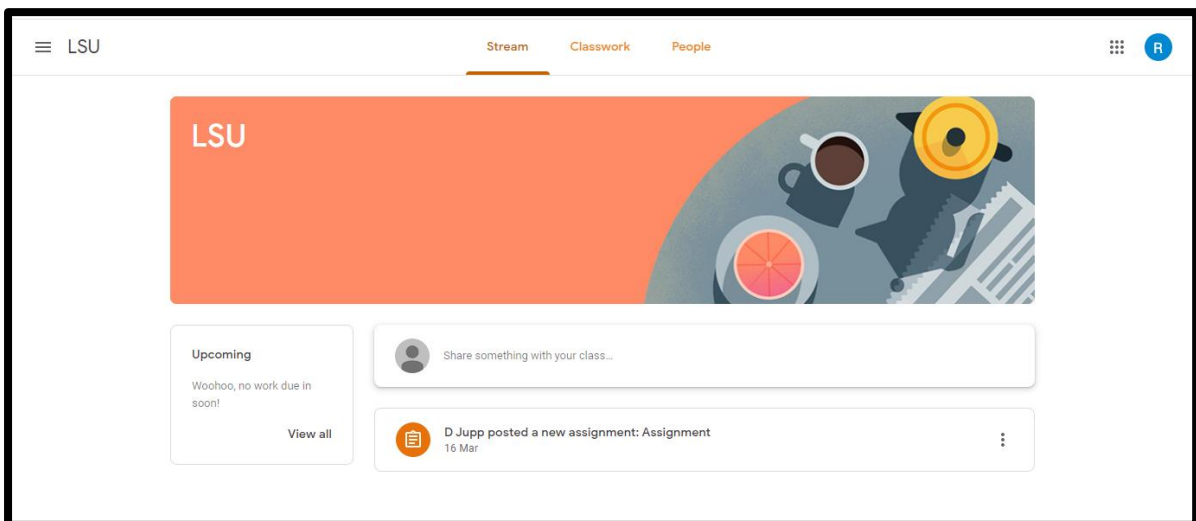 LSU
Stream
Classwork
People
R
LSU
Upcoming
Woohoo, no work due in
soon!
View all
Share something with your class...
D Jupp posted a new assignment: Assignment
16 Mar